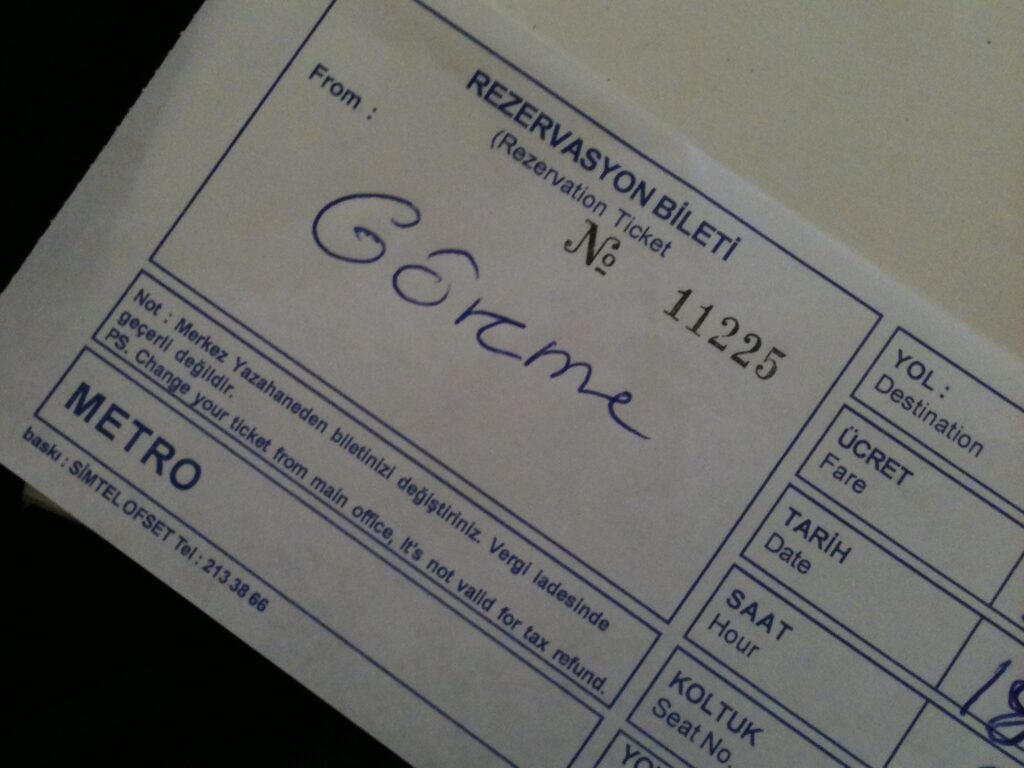 REZERVASYON BİLETİ
(Rezervation Ticket
From :
№ 11225
Görcme
Not : Merkez Yazahaneden biletinizi değiştiriniz. Vergi İadesinde
geçerli değildir.
PS. Change your ticket from main office, It's not valid for tax refund.
METRO
baskı : SİMTEL OFSET Tel : 213 38 66
YOL :
Destination
ÜCRET
Fare
TARİH
Date
SAAT
Hour
KOLTUK
Seat No.